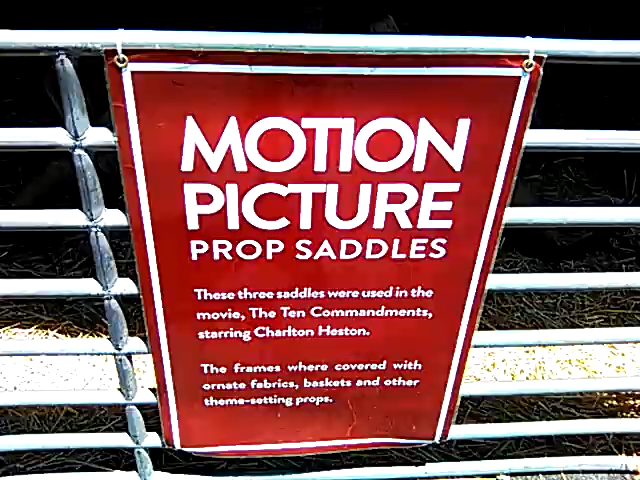 MOTION
PICTURE
PROP SADDLES
These three saddles were used in the
movie, The Ten Commandments,
starring Charlton Heston.
The frames where covered with
ornate fabrics, baskets and other
theme-setting props.